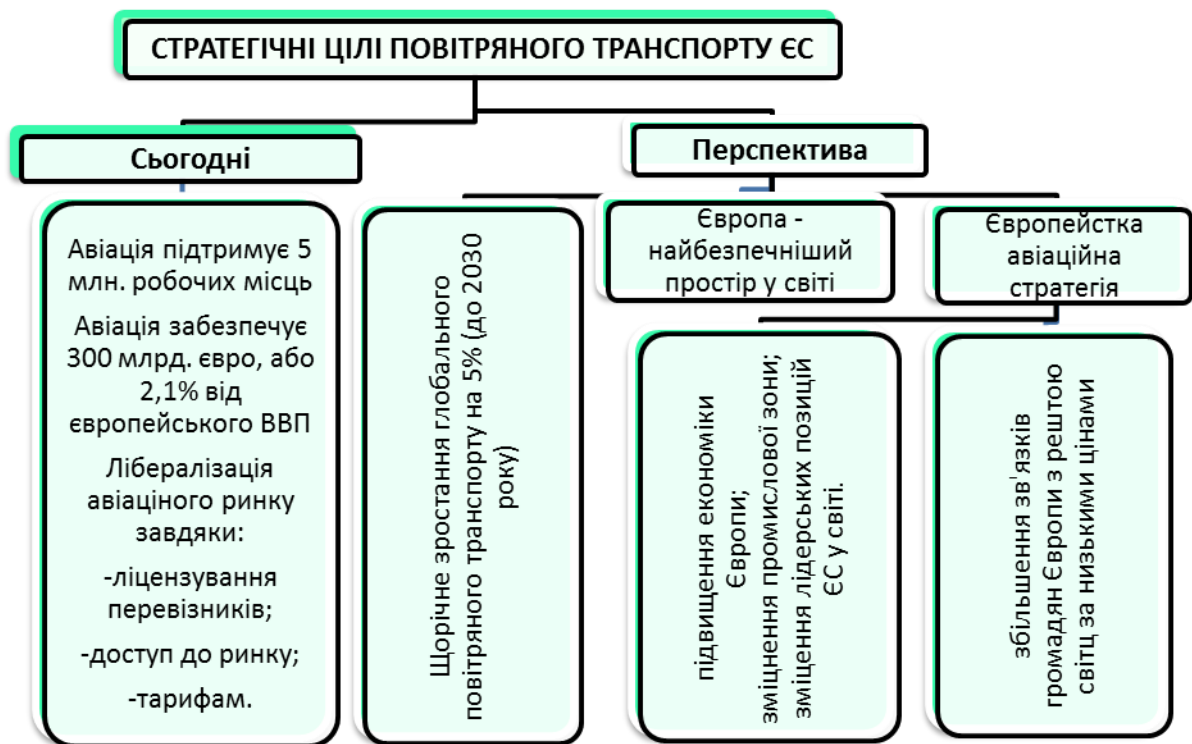 СТРАТЕГІЧНІ ЦІЛІ ПОВІТРЯНОГО ТРАНСПОРТУ ЄС
Сьогодні
Авіація підтримує 5
млн. робочих місць
Авіація забезпечує
300 млрд. євро, або
2,1% від
європейського ВВП
Лібералізація
авіаціного ринку
завдяки:
-ліцензування
перевізників;
-доступ до ринку;
-тарифам.
Перспектива
Щорічне зростання глобального
повітряного транспорту на 5% (до 2030
року)
Європа -
найбезпечніший
простір у світі
Європейстка
авіаційна
стратегія
підвищення економіки
Європи;
зміцнення промислової зони;
зміцення лідерських позицій
ЄС у світі.
збільшення зв'язків
громадян Європи з рештою
світц за низькими цінами